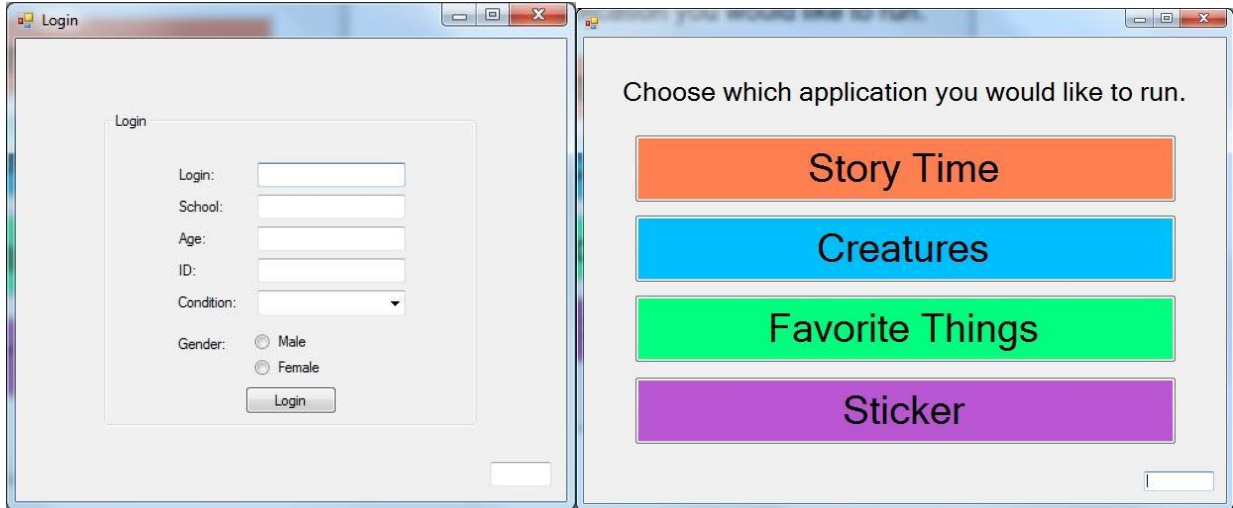 Login
Login
Login:
School:
Age:
ID:
Condition:
Gender:
Male
Female
Login
Choose which application you would like to run.
Story Time
Creatures
Favorite Things
Sticker